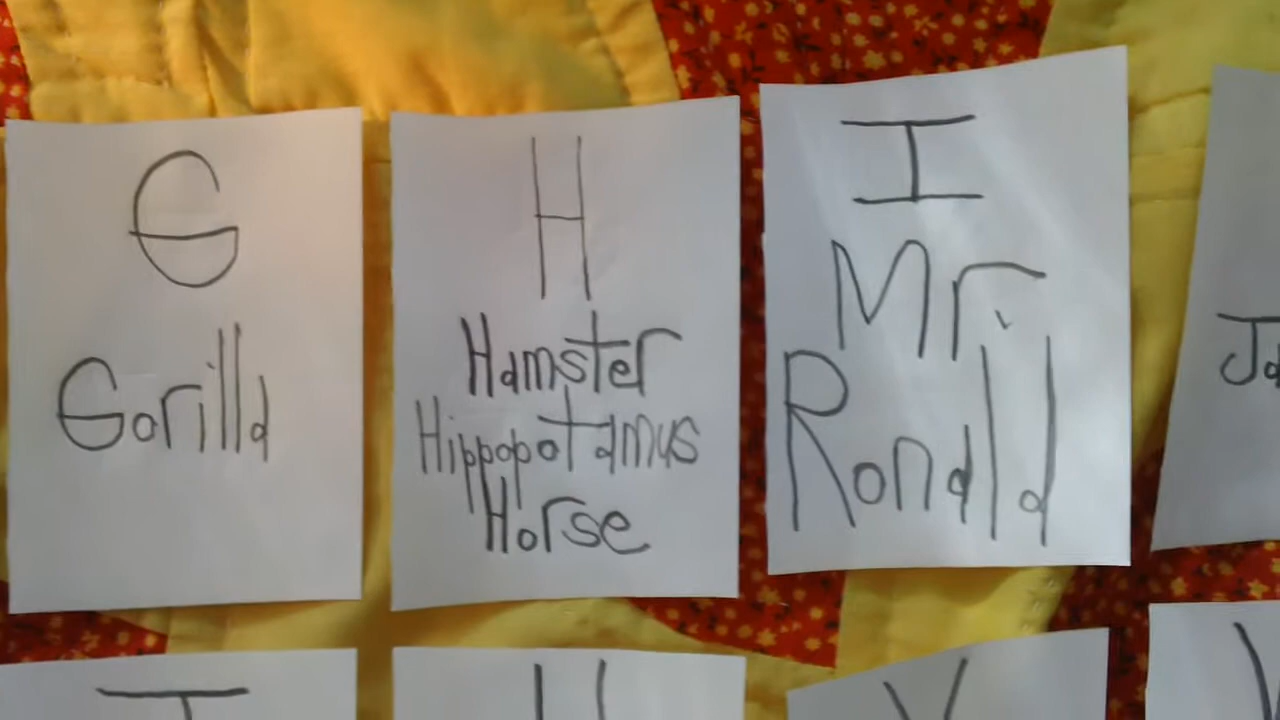 G
Gorilla
H
Hamster
Hippopotamus
Horse
I
Mr.
Ronald